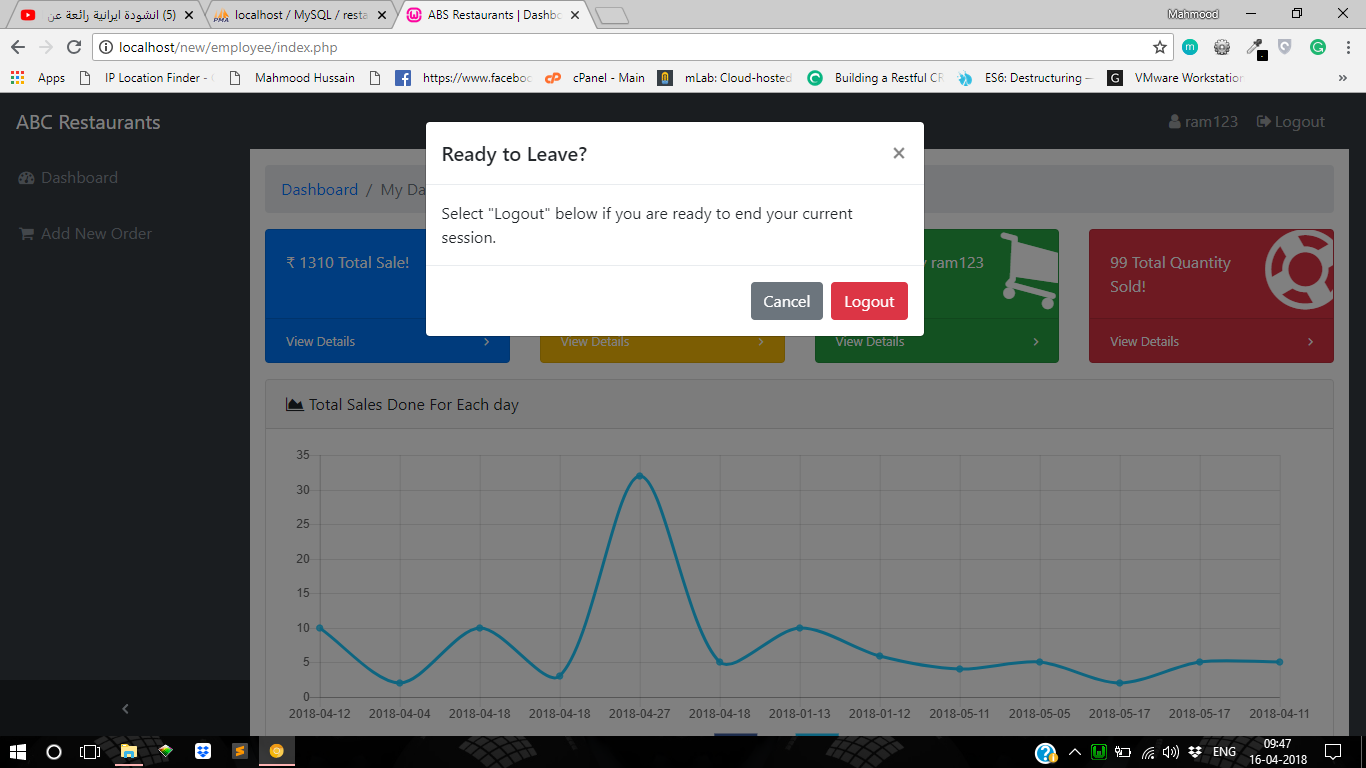 (5) انشودة ايرانية رائعة عن
localhost / MySQL / resta
ABS Restaurants | Dashbo
Mahmood
localhost/new/employee/index.php
Apps
IP Location Finder -
Mahmood Hussain
https://www.faceboo
cPanel - Main
mLab: Cloud-hosted
Building a Restful CR
ES6: Destructuring —
VMware Workstation
ABC Restaurants
ram123
Logout
Dashboard
Add New Order
Ready to Leave?
×
Select "Logout" below if you are ready to end your current
session.
Cancel
Logout
Dashboard / My Da
₹ 1310 Total Sale!
View Details
View Details
ram123
View Details
99 Total Quantity
Sold!
View Details
Total Sales Done For Each day
35
30
25
20
15
10
5
0
2018-04-12 2018-04-04 2018-04-18 2018-04-18 2018-04-27 2018-04-18 2018-01-13 2018-01-12 2018-05-11 2018-05-05 2018-05-17 2018-05-17 2018-04-11
ENG
09:47
16-04-2018